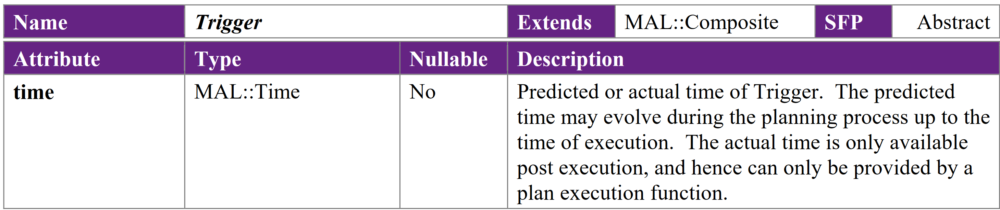 Name Trigger Extends MAL::Composite SFP Abstract
Attribute Type Nullable Description
time MAL::Time No Predicted or actual time of Trigger. The predicted
time may evolve during the planning process up to the
time of execution. The actual time is only available
post execution, and hence can only be provided by a
plan execution function.